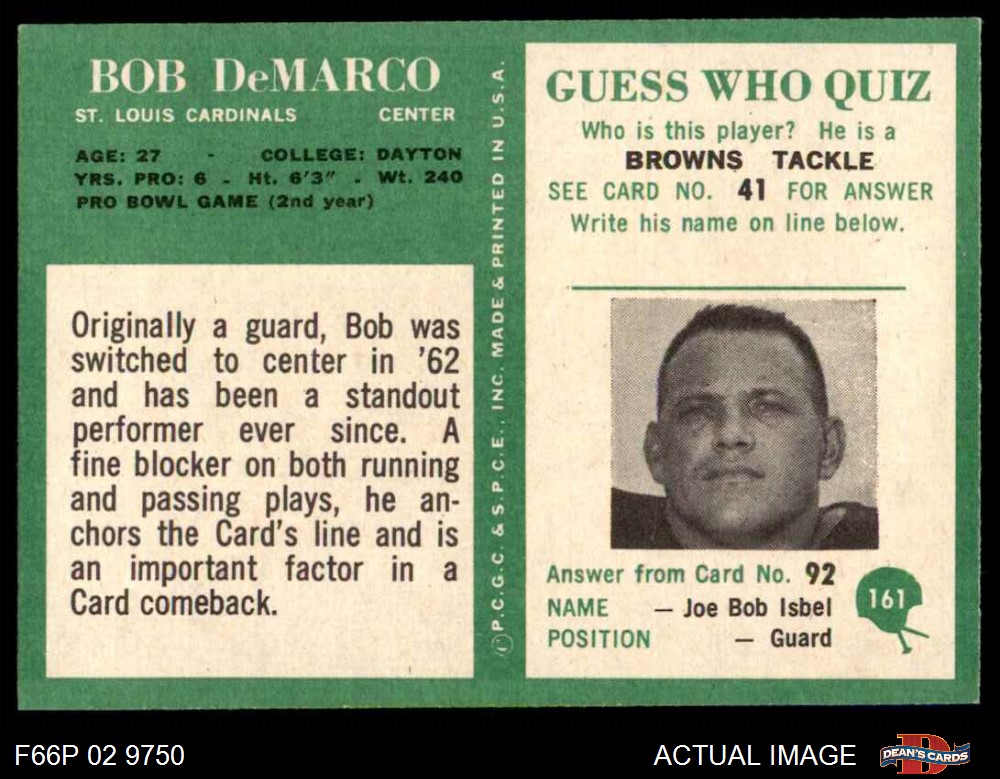 BOB DeMARCO
ST. LOUIS CARDINALS CENTER
AGE: 27 - COLLEGE: DAYTON
YRS. PRO: 6 - Ht. 6'3" - Wt. 240
PRO BOWL GAME (2nd year)
Originally a guard, Bob was
switched to center in '62
and has been a standout
performer ever since. A
fine blocker on both running
and passing plays, he an-
chors the Card's line and is
an important factor in a
Card comeback.
© P.C.G.C. & S.P.C.E., INC. MADE & PRINTED IN U.S.A.
GUESS WHO QUIZ
Who is this player? He is a
BROWNS TACKLE
SEE CARD NO. 41 FOR ANSWER
Write his name on line below.
Answer from Card No. 92
NAME — Joe Bob Isbel
POSITION — Guard
161
F66P 02 9750
ACTUAL IMAGE
D
DEAN'S CARDS